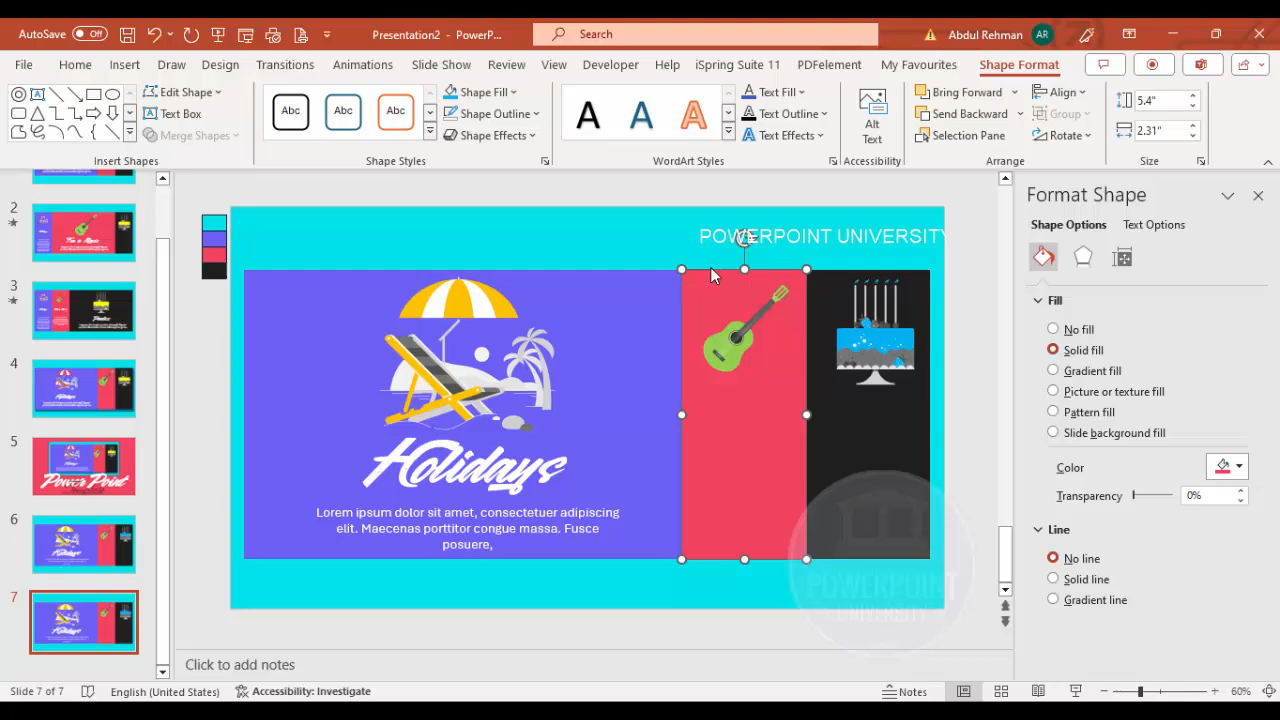 AutoSave Off Presentation2 - PowerP... Search Abdul Rehman AR
File Home Insert Draw Design Transitions Animations Slide Show Review View Developer Help iSpring Suite 11 PDFelement My Favourites Shape Format
Edit Shape
Text Box
Merge Shapes
Insert Shapes
Abc Abc Abc
Shape Fill
Shape Outline
Shape Effects
Shape Styles
A A A
Text Fill
Text Outline
Text Effects
WordArt Styles
Alt
Text
Accessibility
Bring Forward
Send Backward
Selection Pane
Align
Group
Rotate
Arrange
5.4"
2.31"
Size
2
3
4
5
Holidays
Power Point
6
7
POWERPOINT UNIVERSITY
Holidays
Lorem ipsum dolor sit amet, consectetuer adipiscing
elit. Maecenas porttitor congue massa. Fusce
posuere,
POWERPOINT
UNIVERSITY
Format Shape
Shape Options Text Options
Fill
No fill
Solid fill
Gradient fill
Picture or texture fill
Pattern fill
Slide background fill
Color
Transparency 0%
Line
No line
Solid line
Gradient line
Click to add notes
Slide 7 of 7 English (United States) Accessibility: Investigate Notes 60%